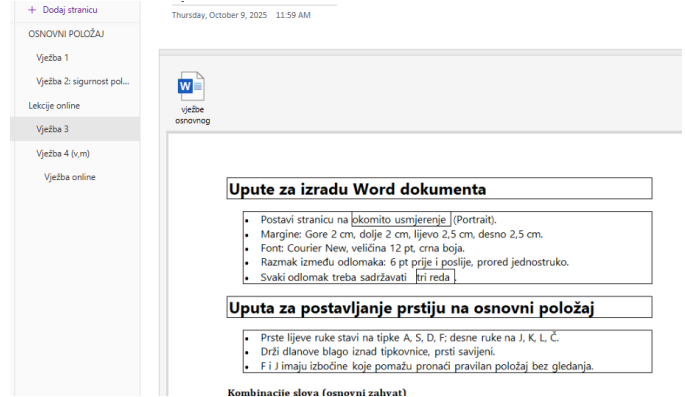 + Dodaj stranicu
OSNOVNI POLOŽAJ
Vježba 1
Vježba 2: sigurnost pol...
Lekcije online
Vježba 3
Vježba 4 (v,m)
Vježba online
Thursday, October 9, 2025 11:59 AM
vježbe
osnovnog
Upute za izradu Word dokumenta
• Postavi stranicu na okomito usmjerenje (Portrait).
• Margine: Gore 2 cm, dolje 2 cm, lijevo 2,5 cm, desno 2,5 cm.
• Font: Courier New, veličina 12 pt, crna boja.
• Razmak između odlomaka: 6 pt prije i poslije, prored jednostruko.
• Svaki odlomak treba sadržavati tri reda.
Uputa za postavljanje prstiju na osnovni položaj
• Prste lijeve ruke stavi na tipke A, S, D, F; desne ruke na J, K, L, Č.
• Drži dlanove blago iznad tipkovnice, prsti savijeni.
• F i J imaju izbočine koje pomažu pronaći pravilan položaj bez gledanja.
Kombinacije slova (osnovni zahvat)